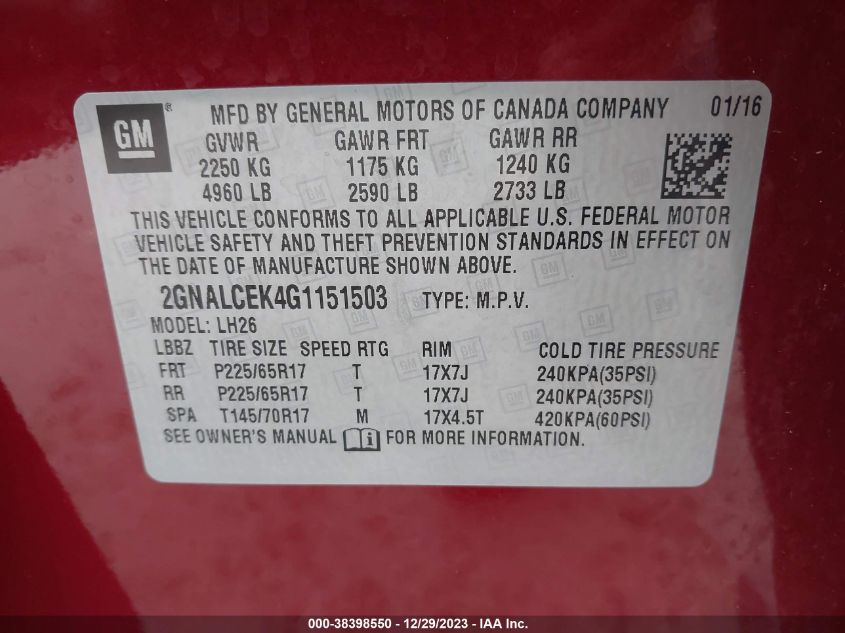 GM ® MFD BY GENERAL MOTORS OF CANADA COMPANY 01/16
GVWR GAWR FRT GAWR RR
2250 KG 1175 KG 1240 KG
4960 LB 2590 LB 2733 LB
THIS VEHICLE CONFORMS TO ALL APPLICABLE U.S. FEDERAL MOTOR
VEHICLE SAFETY AND THEFT PREVENTION STANDARDS IN EFFECT ON
THE DATE OF MANUFACTURE SHOWN ABOVE.
2GNALCEK4G1151503 TYPE: M.P.V.
MODEL: LH26
LBBZ TIRE SIZE SPEED RTG RIM COLD TIRE PRESSURE
FRT P225/65R17 T 17X7J 240KPA(35PSI)
RR P225/65R17 T 17X7J 240KPA(35PSI)
SPA T145/70R17 M 17X4.5T 420KPA(60PSI)
SEE OWNER'S MANUAL FOR MORE INFORMATION.
000-38398550 - 12/29/2023 - IAA Inc.